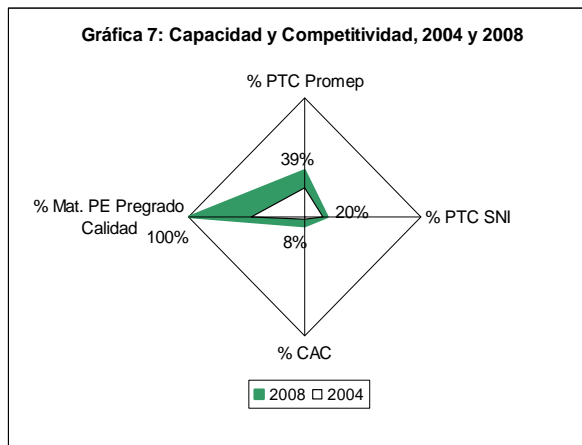 Gráfica 7: Capacidad y Competitividad, 2004 y 2008
% PTC Promep
39%
% Mat. PE Pregrado
Calidad
100%
20%
% PTC SNI
8%
% CAC
2008 2004